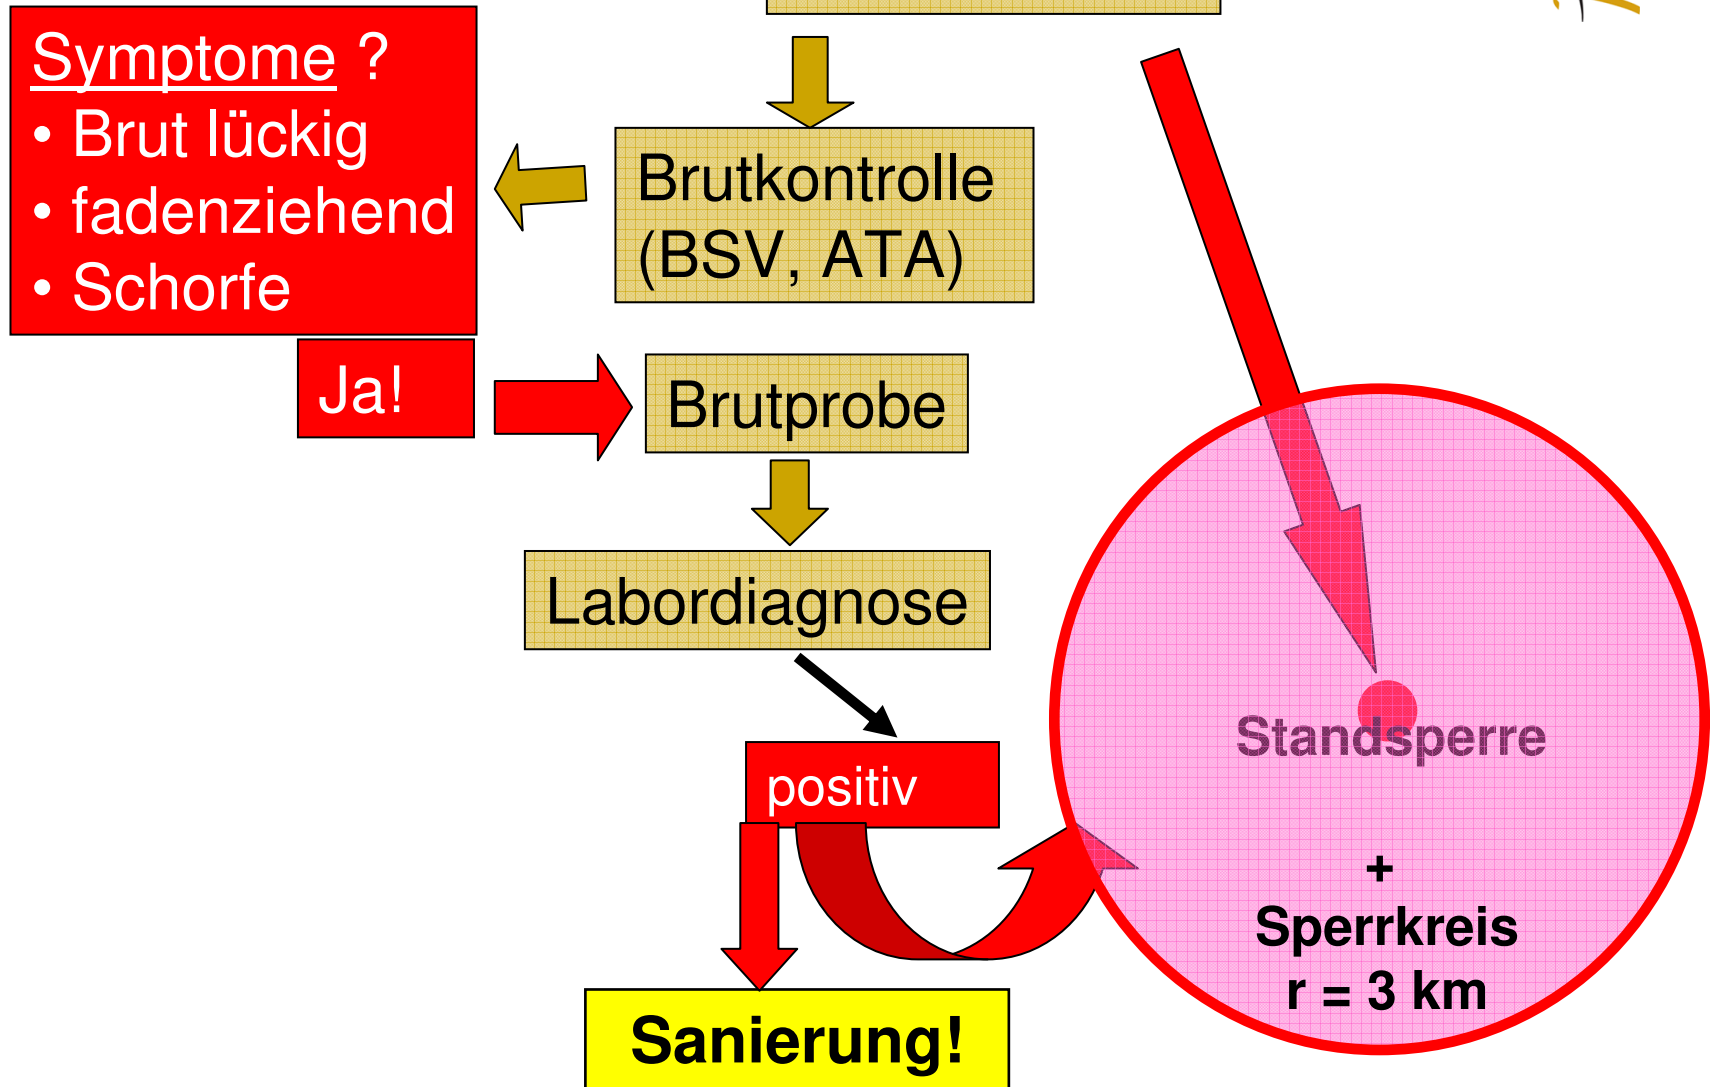 Symptome ?
• Brut lückig
• fadenziehend
• Schorfe
Brutkontrolle
(BSV, ATA)
Ja!
Brutprobe
Labordiagnose
positiv
Sanierung!
Standsperre
+
Sperrkreis
r = 3 km